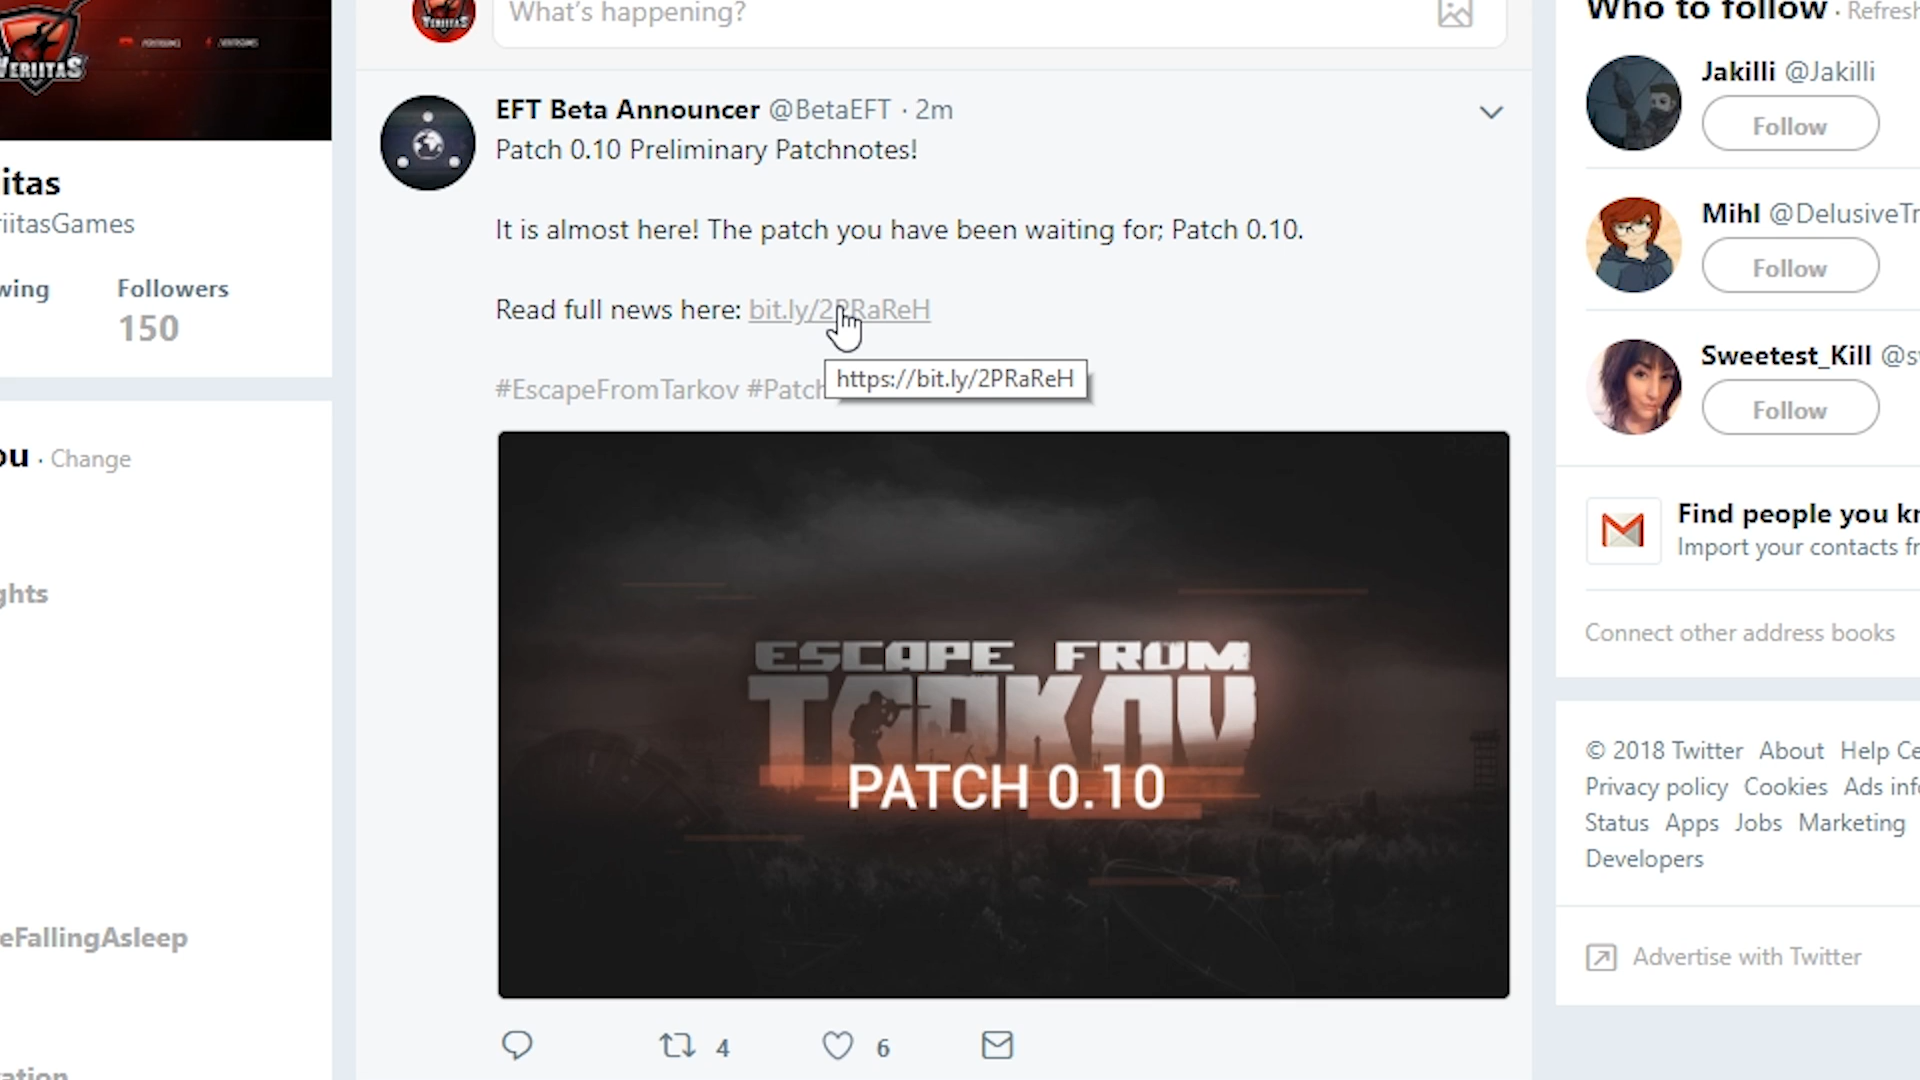 VERIITAS
itas
riitasGames
wing
Followers
150
ou · Change
ghts
eFallingAsleep
What's happening?
EFT Beta Announcer @BetaEFT · 2m
Patch 0.10 Preliminary Patchnotes!
It is almost here! The patch you have been waiting for; Patch 0.10.
Read full news here: bit.ly/2PRaReH
https://bit.ly/2PRaReH
#EscapeFromTarkov #Patch
ESCAPE FROM
TARKOV
PATCH 0.10
4
6
Who to follow · Refresh
Jakilli @Jakilli
Follow
Mihl @DelusiveTr
Follow
Sweetest_Kill @sw
Follow
Find people you kn
Import your contacts fr
Connect other address books
© 2018 Twitter About Help Ce
Privacy policy Cookies Ads info
Status Apps Jobs Marketing
Developers
Advertise with Twitter